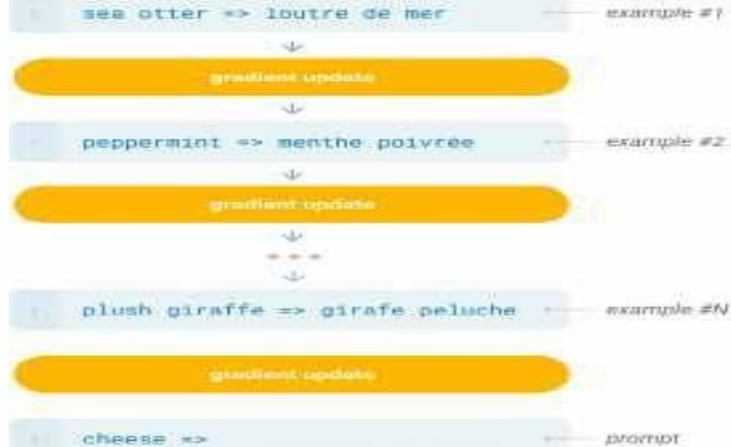 sea otter => loutre de mer example #1
gradient update
peppermint => menthe poivrée example #2
gradient update
plush giraffe => girafe peluche example #N
gradient update
cheese => prompt